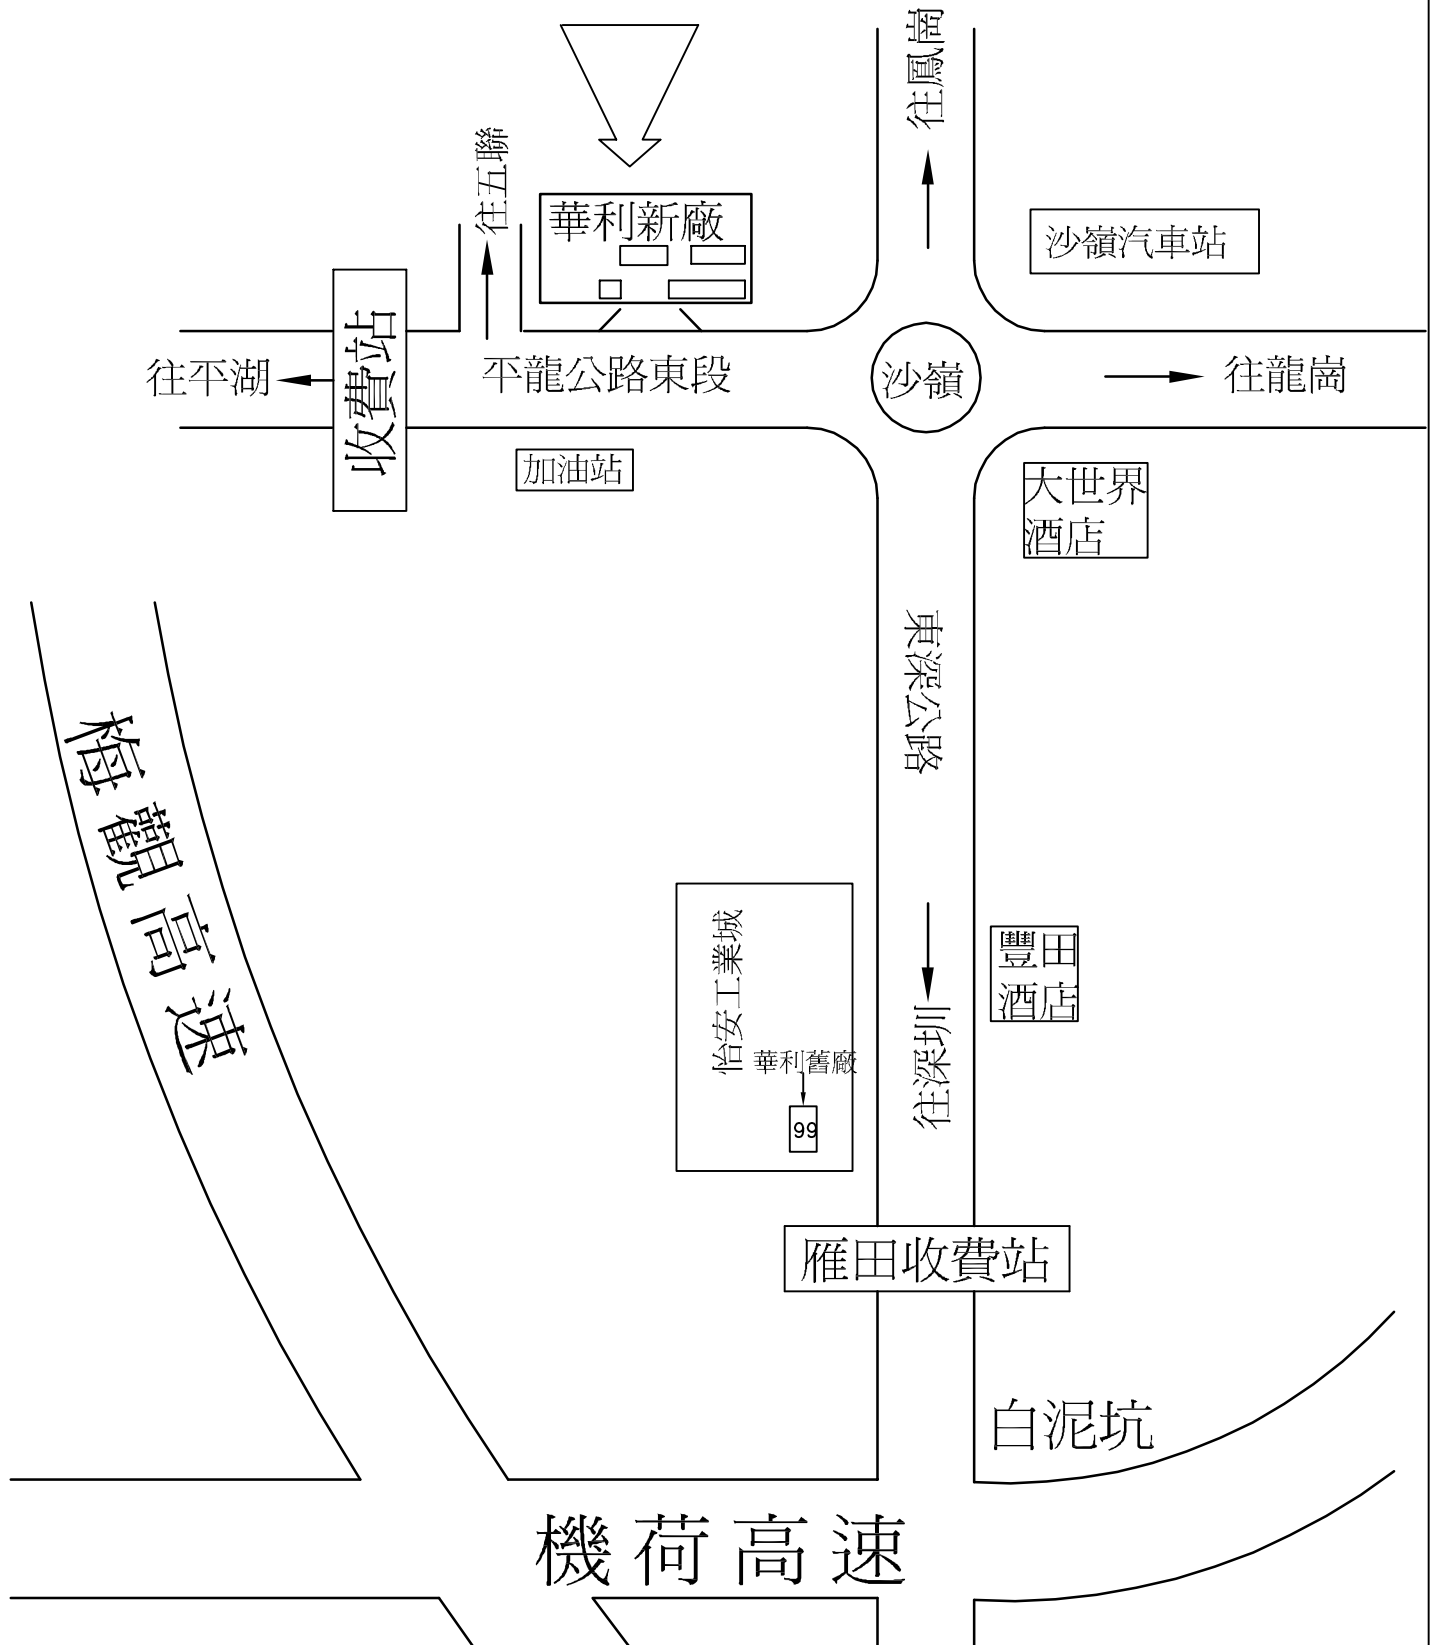 往鳳崗
往五聯
華利新廠
沙嶺汽車站
收費站
往平湖
平龍公路東段
沙嶺
往龍崗
加油站
大世界
酒店
東深公路
梅觀高速
怡安工業城
豐田
酒店
華利舊廠
99
往深圳
雁田收費站
白泥坑
機荷高速